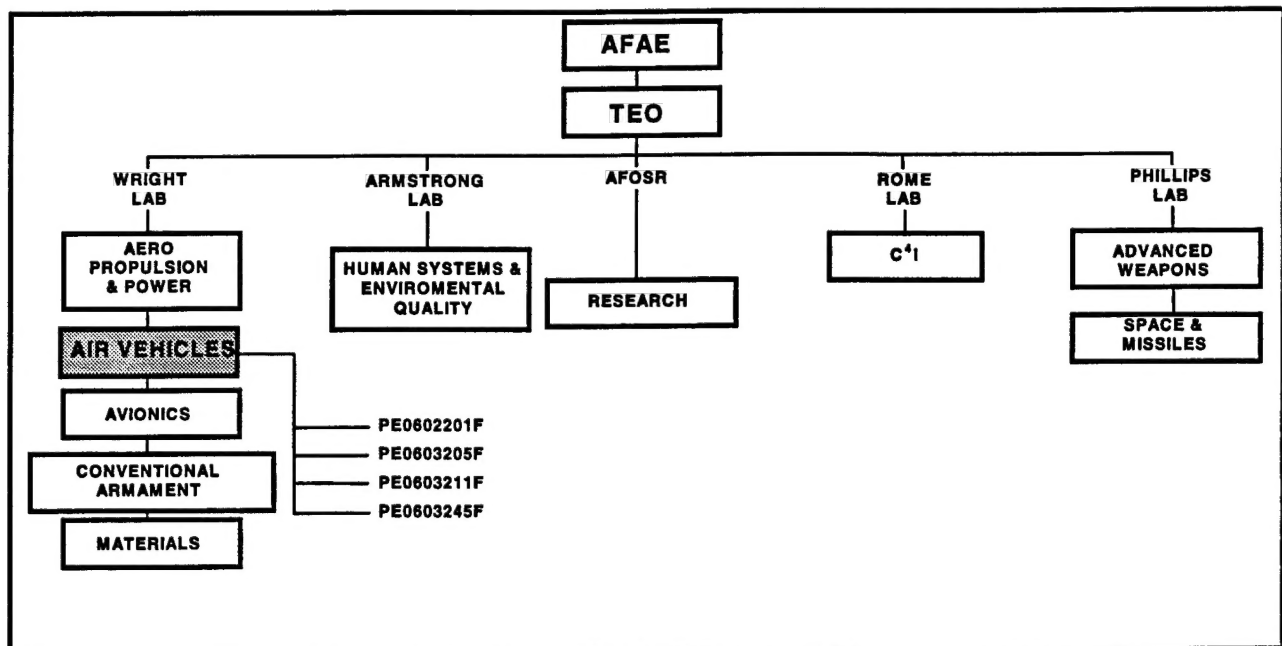 AFAE
TEO
WRIGHT
LAB
AERO
PROPULSION
& POWER
AIR VEHICLES
AVIONICS
CONVENTIONAL
ARMAMENT
MATERIALS
PE0602201F
PE0603205F
PE0603211F
PE0603245F
ARMSTRONG
LAB
HUMAN SYSTEMS &
ENVIROMENTAL
QUALITY
AFOSR
RESEARCH
ROME
LAB
C⁴I
PHILLIPS
LAB
ADVANCED
WEAPONS
SPACE &
MISSILES